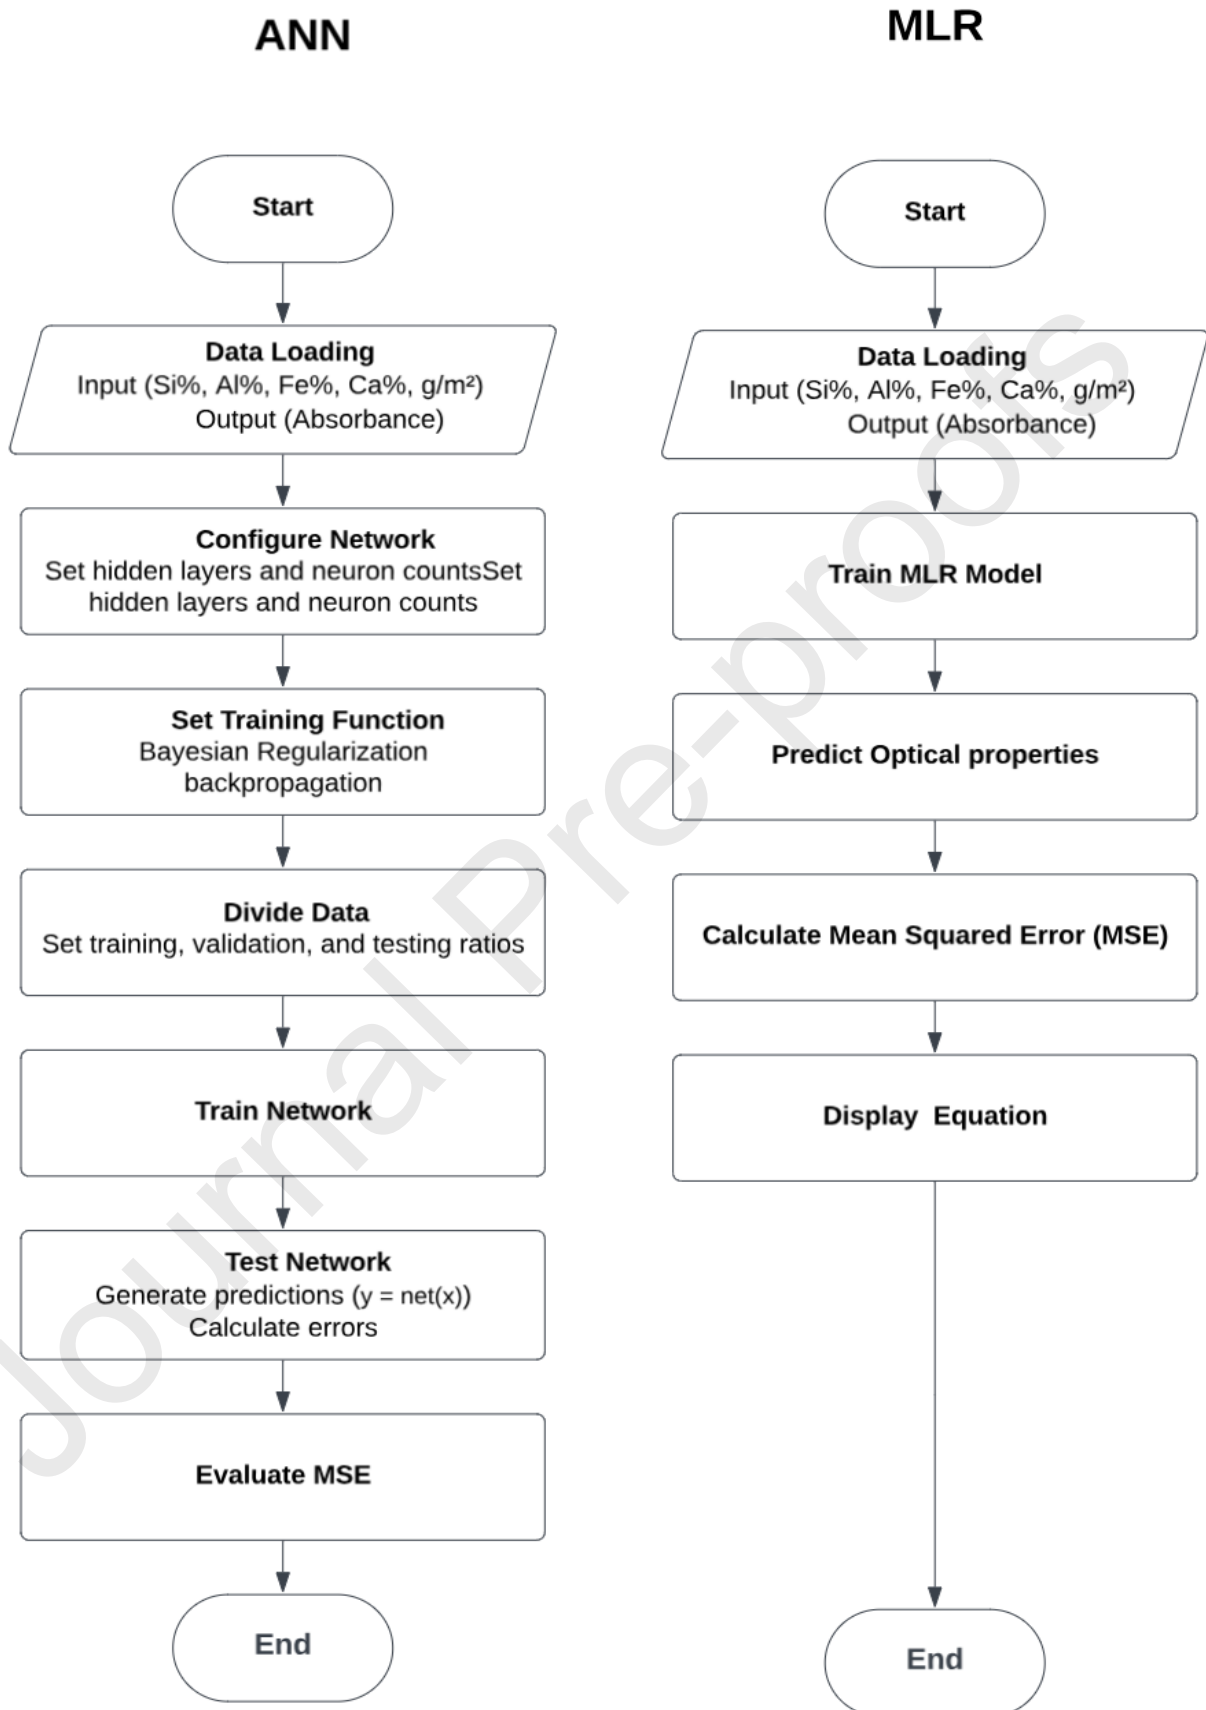 ANN
Start
Data Loading
Input (Si%, Al%, Fe%, Ca%, g/m²)
Output (Absorbance)
Configure Network
Set hidden layers and neuron countsSet
hidden layers and neuron counts
Set Training Function
Bayesian Regularization
backpropagation
Divide Data
Set training, validation, and testing ratios
Train Network
Test Network
Generate predictions (y = net(x))
Calculate errors
Evaluate MSE
End
MLR
Start
Data Loading
Input (Si%, Al%, Fe%, Ca%, g/m²)
Output (Absorbance)
Train MLR Model
Predict Optical properties
Calculate Mean Squared Error (MSE)
Display  Equation
End
Journal Pre-proofs